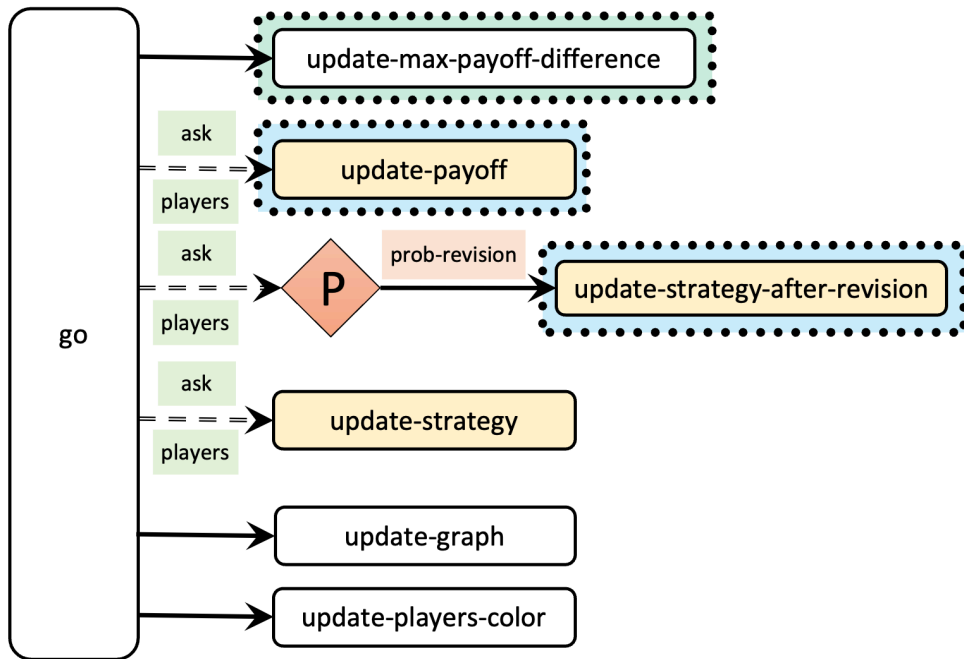 update-max-payoff-difference
ask
update-payoff
players
ask
prob-revision
P
update-strategy-after-revision
players
go
ask
update-strategy
players
update-graph
update-players-color